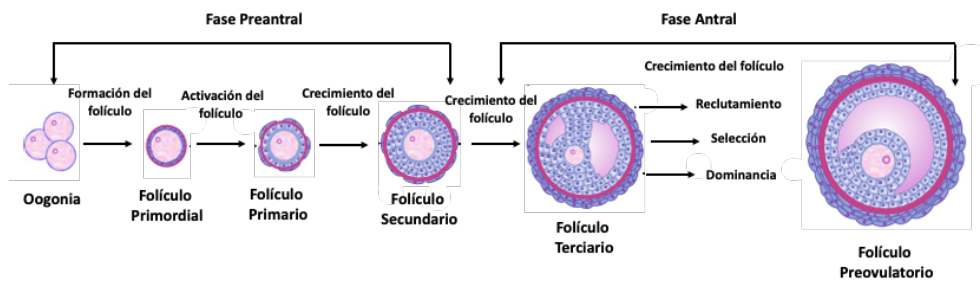 Fase Preantral
Fase Antral
Formación del
folículo
Activación del
folículo
Crecimiento del
folículo
Crecimiento del
folículo
Crecimiento del folículo
Reclutamiento
Selección
Dominancia
Oogonia
Folículo
Primordial
Folículo
Primario
Folículo
Secundario
Folículo
Terciario
Folículo
Preovulatorio